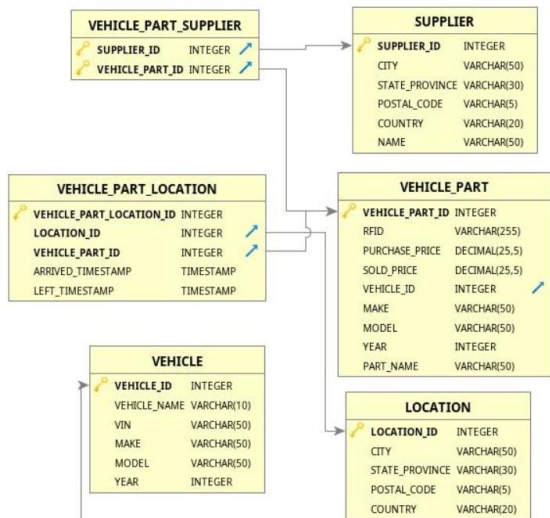 VEHICLE_PART_SUPPLIER
SUPPLIER_ID INTEGER
VEHICLE_PART_ID INTEGER
SUPPLIER
SUPPLIER_ID INTEGER
CITY VARCHAR(50)
STATE_PROVINCE VARCHAR(30)
POSTAL_CODE VARCHAR(5)
COUNTRY VARCHAR(20)
NAME VARCHAR(50)
VEHICLE_PART_LOCATION
VEHICLE_PART_LOCATION_ID INTEGER
LOCATION_ID INTEGER
VEHICLE_PART_ID INTEGER
ARRIVED_TIMESTAMP TIMESTAMP
LEFT_TIMESTAMP TIMESTAMP
VEHICLE_PART
VEHICLE_PART_ID INTEGER
RFID VARCHAR(255)
PURCHASE_PRICE DECIMAL(25,5)
SOLD_PRICE DECIMAL(25,5)
VEHICLE_ID INTEGER
MAKE VARCHAR(50)
MODEL VARCHAR(50)
YEAR INTEGER
PART_NAME VARCHAR(50)
VEHICLE
VEHICLE_ID INTEGER
VEHICLE_NAME VARCHAR(10)
VIN VARCHAR(50)
MAKE VARCHAR(50)
MODEL VARCHAR(50)
YEAR INTEGER
LOCATION
LOCATION_ID INTEGER
CITY VARCHAR(50)
STATE_PROVINCE VARCHAR(30)
POSTAL_CODE VARCHAR(5)
COUNTRY VARCHAR(20)